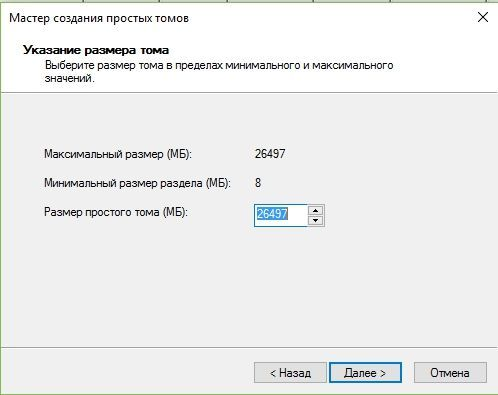 Мастер создания простых томов
Указание размера тома
Выберите размер тома в пределах минимального и максимального
значений.
Максимальный размер (МБ): 26497
Минимальный размер раздела (МБ): 8
Размер простого тома (МБ): 26497
< Назад Далее > Отмена